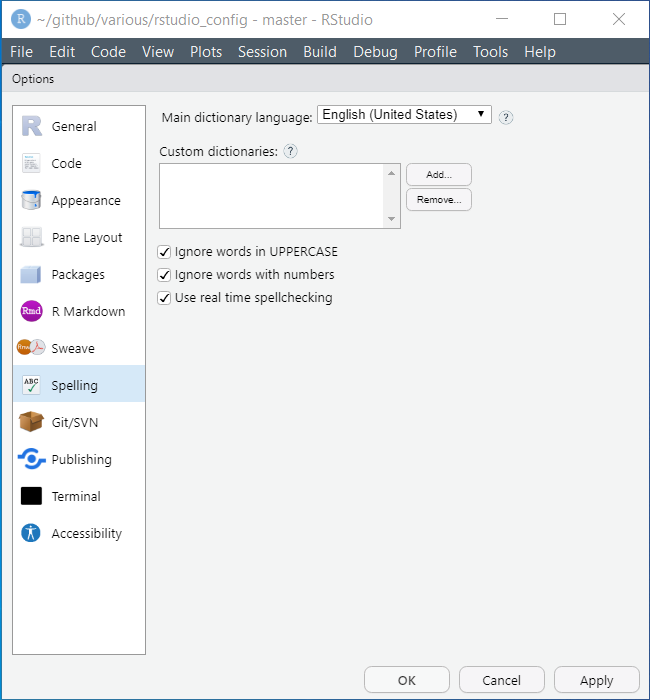 R ~/github/various/rstudio_config - master - RStudio
File Edit Code View Plots Session Build Debug Profile Tools Help
Options
R General
Code
Appearance
Pane Layout
Packages
Rmd R Markdown
Rnw Sweave
ABC Spelling
Git/SVN
Publishing
Terminal
Accessibility
Main dictionary language: English (United States) ?
Custom dictionaries: ?
Add...
Remove...
Ignore words in UPPERCASE
Ignore words with numbers
Use real time spellchecking
OK Cancel Apply